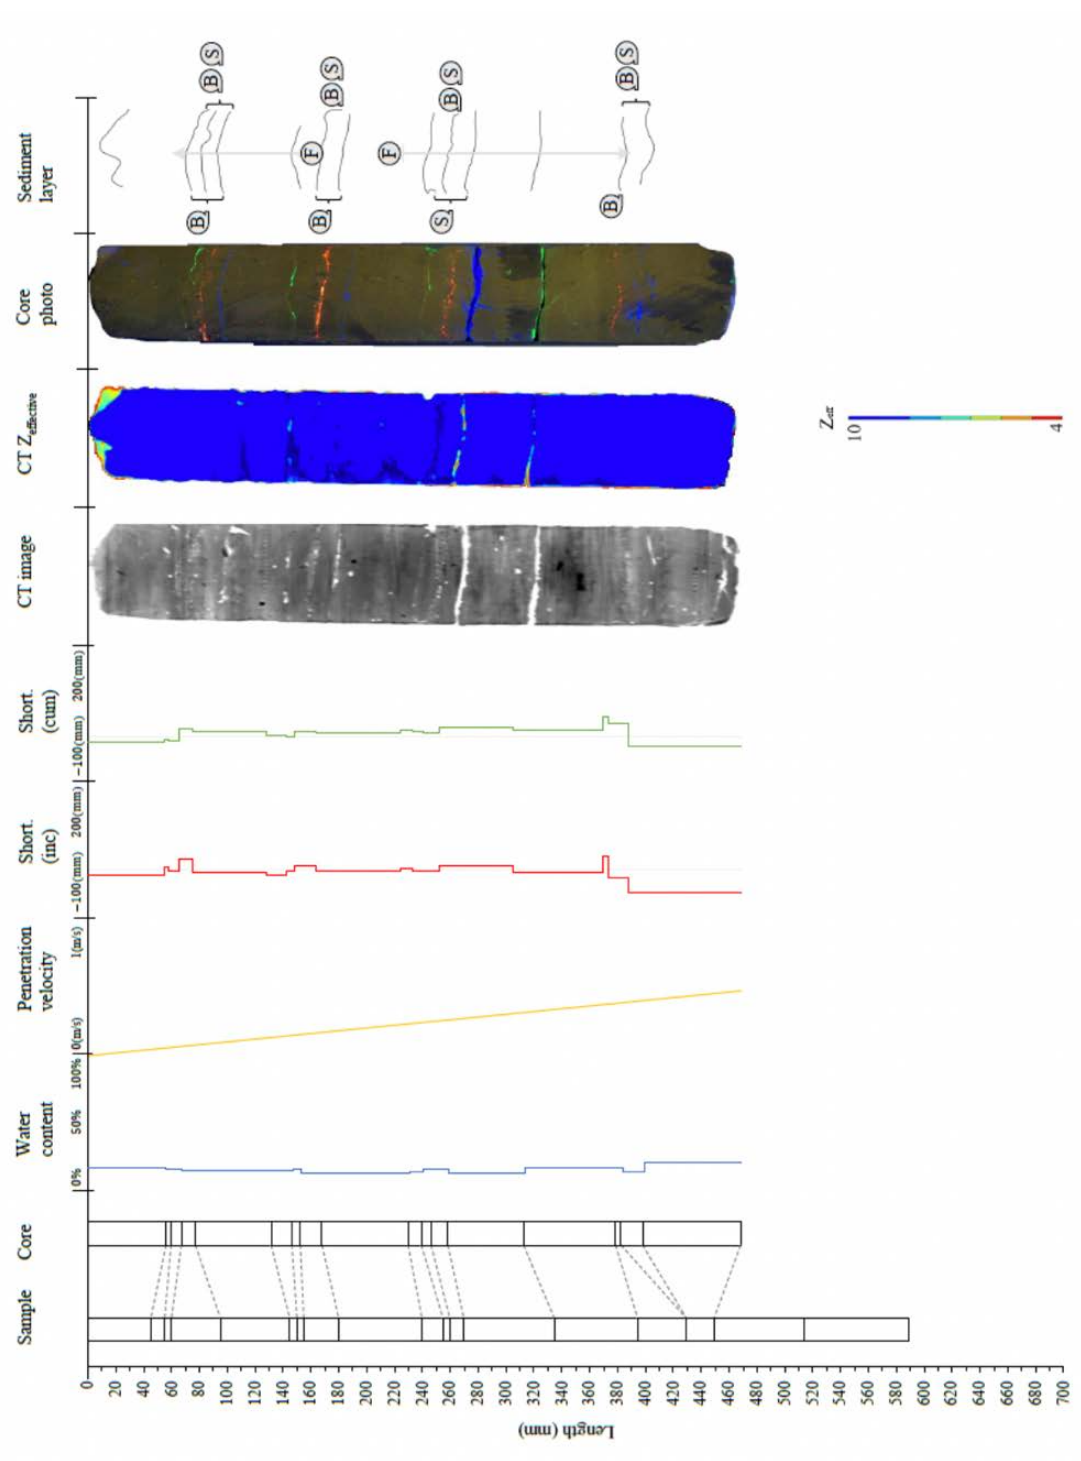 Sample
Core
Water
content
0%
50%
100%
Penetration
velocity
0(m/s)
1(m/s)
Short.
(inc)
−100(mm)
200(mm)
Short.
(cum)
−100(mm)
200(mm)
CT image
CT Zeffective
Core
photo
Sediment
layer
B
B
S
B
B
S
F
F
S
B
S
B
B
S
Zeff
10
4
0
20
40
60
80
100
120
140
160
180
200
220
240
260
280
300
320
340
360
380
400
420
440
460
480
500
520
540
560
580
600
620
640
660
680
700
Length (mm)